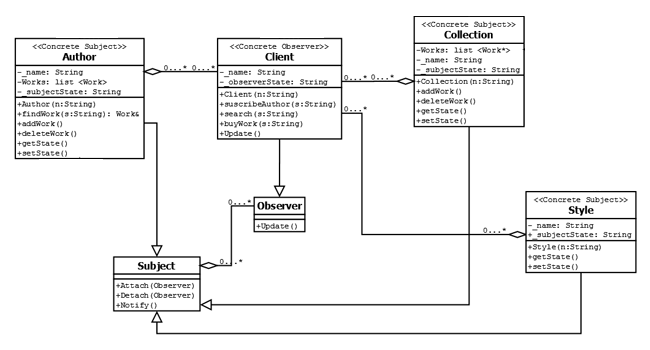 <<Concrete Subject>>
Author
-_name: String
-Works: list <Work>
-_subjectState: String
+Author(n:String)
+findWork(s:String): Work&
+addWork()
+deleteWork()
+getState()
+setState()
0...* 0...*
<<Concrete Observer>>
Client
-_name: String
-_observerState: String
+Client(n:String)
+suscribeAuthor(s:String)
+search(s:String)
+buyWork(s:String)
+Update()
0...* 0...*
0...*
<<Concrete Subject>>
Collection
-Works: list <Work*>
-_name: String
-_subjectState: String
+Collection(n:String)
+addWork()
+deleteWork()
+getState()
+setState()
0...*
Observer
+Update()
0...*
Subject
+Attach(Observer)
+Detach(Observer)
+Notify()
0...*
<<Concrete Subject>>
Style
-_name: String
+_subjectState: String
+Style(n:String)
+getState()
+setState()